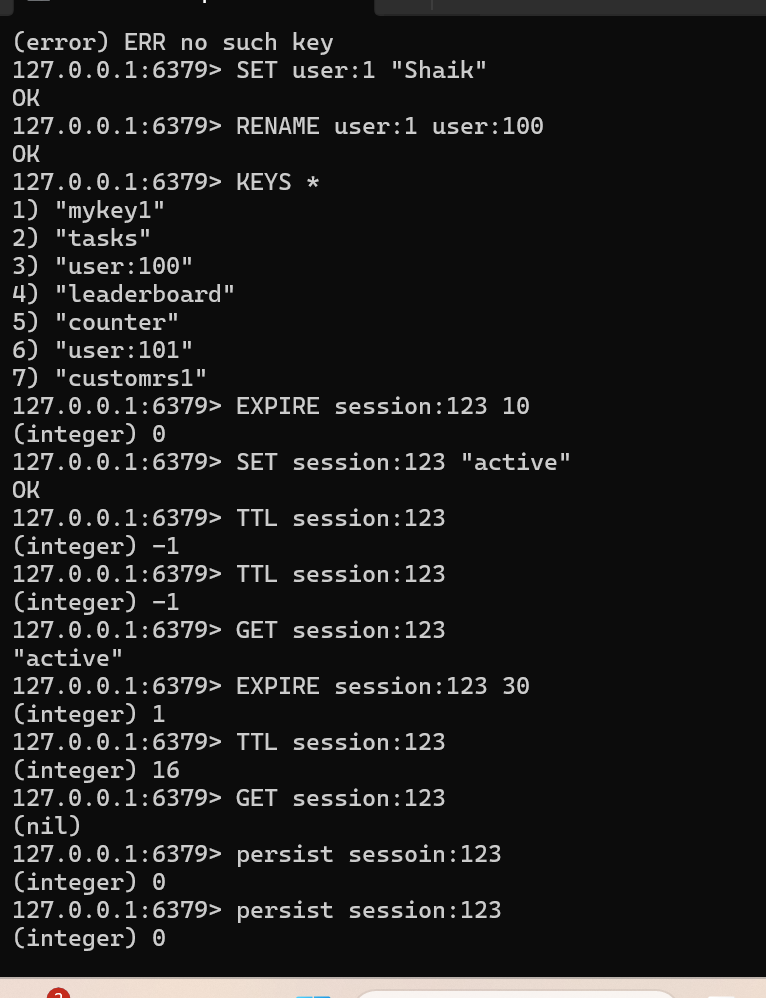 (error) ERR no such key
127.0.0.1:6379> SET user:1 "Shaik"
OK
127.0.0.1:6379> RENAME user:1 user:100
OK
127.0.0.1:6379> KEYS *
1) "mykey1"
2) "tasks"
3) "user:100"
4) "leaderboard"
5) "counter"
6) "user:101"
7) "customrs1"
127.0.0.1:6379> EXPIRE session:123 10
(integer) 0
127.0.0.1:6379> SET session:123 "active"
OK
127.0.0.1:6379> TTL session:123
(integer) -1
127.0.0.1:6379> TTL session:123
(integer) -1
127.0.0.1:6379> GET session:123
"active"
127.0.0.1:6379> EXPIRE session:123 30
(integer) 1
127.0.0.1:6379> TTL session:123
(integer) 16
127.0.0.1:6379> GET session:123
(nil)
127.0.0.1:6379> persist sessoin:123
(integer) 0
127.0.0.1:6379> persist session:123
(integer) 0